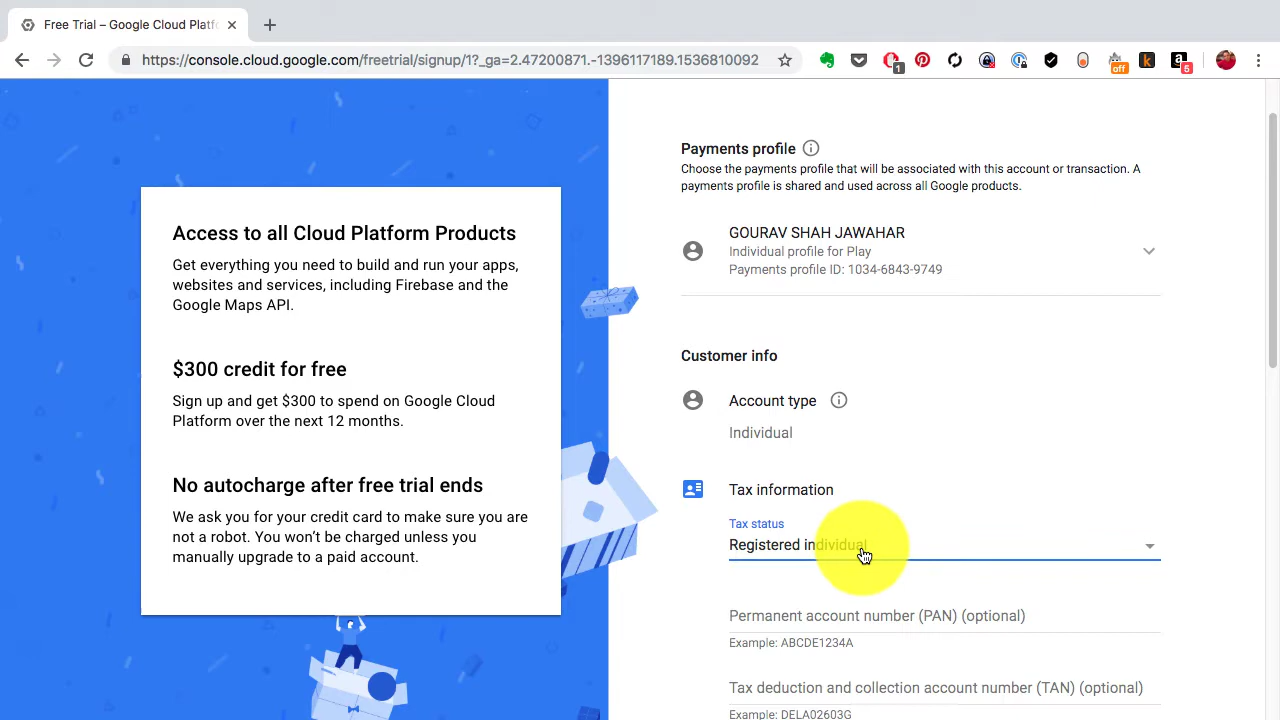 Free Trial – Google Cloud Platf
https://console.cloud.google.com/freetrial/signup/1?_ga=2.47200871.-1396117189.1536810092
1
off
k
a
5
Access to all Cloud Platform Products
Get everything you need to build and run your apps,
websites and services, including Firebase and the
Google Maps API.
$300 credit for free
Sign up and get $300 to spend on Google Cloud
Platform over the next 12 months.
No autocharge after free trial ends
We ask you for your credit card to make sure you are
not a robot. You won’t be charged unless you
manually upgrade to a paid account.
Payments profile
Choose the payments profile that will be associated with this account or transaction. A
payments profile is shared and used across all Google products.
GOURAV SHAH JAWAHAR
Individual profile for Play
Payments profile ID: 1034-6843-9749
Customer info
Account type
Individual
Tax information
Tax status
Registered individual
Permanent account number (PAN) (optional)
Example: ABCDE1234A
Tax deduction and collection account number (TAN) (optional)
Example: DELA02603G